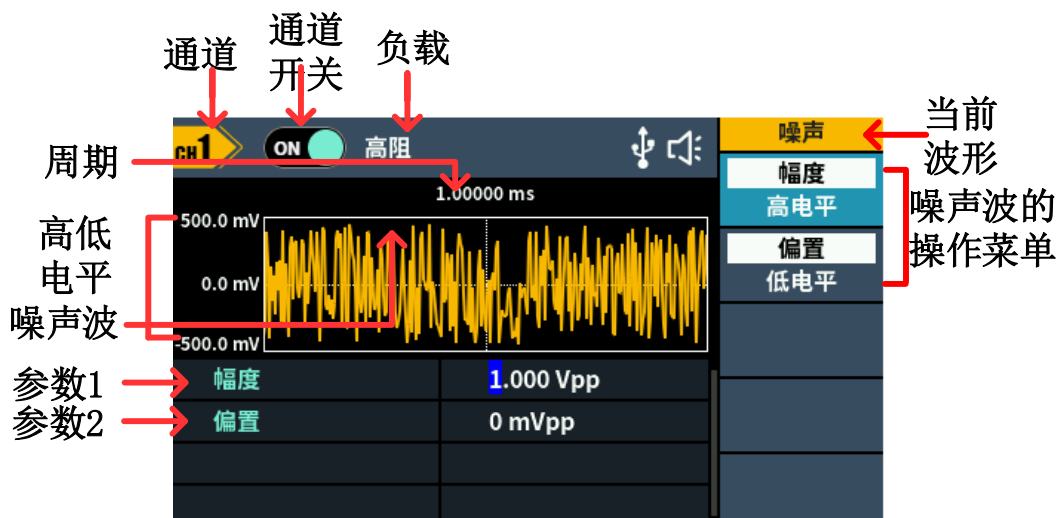 通道
通道
开关
负载
当前
波形
周期
高低
电平
噪声波
参数1
参数2
噪声波的
操作菜单
CH1
ON
高阻
1.00000 ms
500.0 mV
0.0 mV
-500.0 mV
幅度
1.000 Vpp
偏置
0 mVpp
噪声
幅度
高电平
偏置
低电平